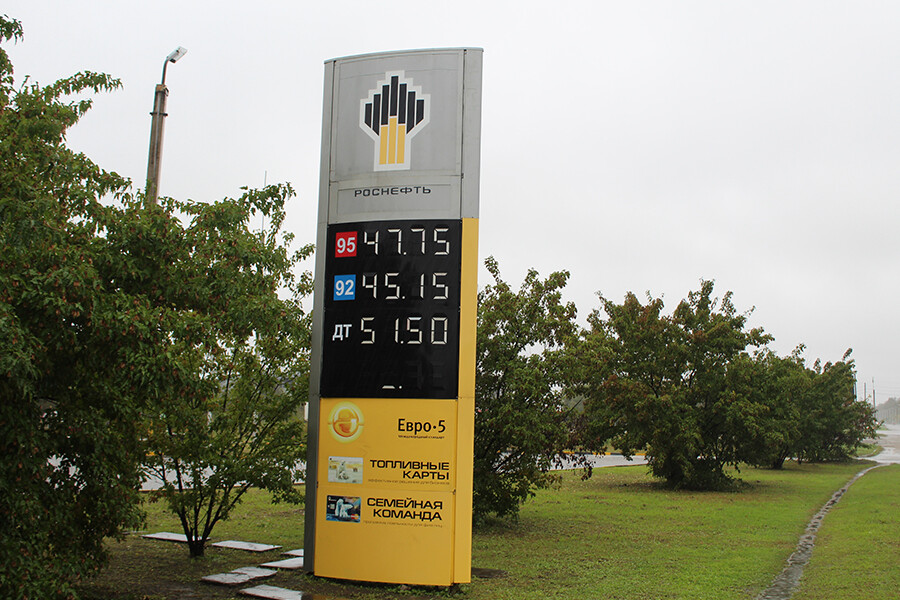 РОСНЕФТЬ
95 47.75
92 45.15
ДТ 51.50
Евро•5
ТОПЛИВНЫЕ
КАРТЫ
СЕМЕЙНАЯ
КОМАНДА